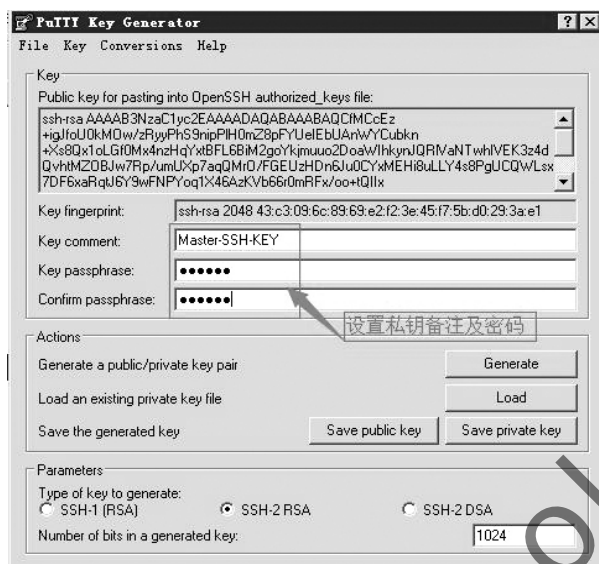 PuTTY Key Generator
File Key Conversions Help
Key
Public key for pasting into OpenSSH authorized_keys file:
ssh-rsa AAAAB3NzaC1yc2EAAAADAQABAAABAQCfMCcEz
+igJfoU0kMOw/zRyyPhS9nipPlH0mZ8pFYUeIEbUAnWYCubkn
+Xs8Qx1oLGf0Mx4nzHqYxtBFL6BiM2goYkjmuuo2DoaWIhkynJQRlVaNTwhlVEK3z4d
QvhtMZOBJw7Rp/umUXp7aqQMrO/FGEUzHDn6Ju0CYxMEHi8uLLY4s8PgUCQWLsx
7DF6xaRqtJ6Y9wFNPYoq1X46AzKVb66r0mRFx/oo+tQIIx
Key fingerprint: ssh-rsa 2048 43:c3:09:6c:89:69:e2:f2:3e:45:f7:5b:d0:29:3a:e1
Key comment: Master-SSH-KEY
Key passphrase: ●●●●●●
Confirm passphrase: ●●●●●●
设置私钥备注及密码
Actions
Generate a public/private key pair Generate
Load an existing private key file Load
Save the generated key Save public key Save private key
Parameters
Type of key to generate:
SSH-1 (RSA) SSH-2 RSA SSH-2 DSA
Number of bits in a generated key: 1024